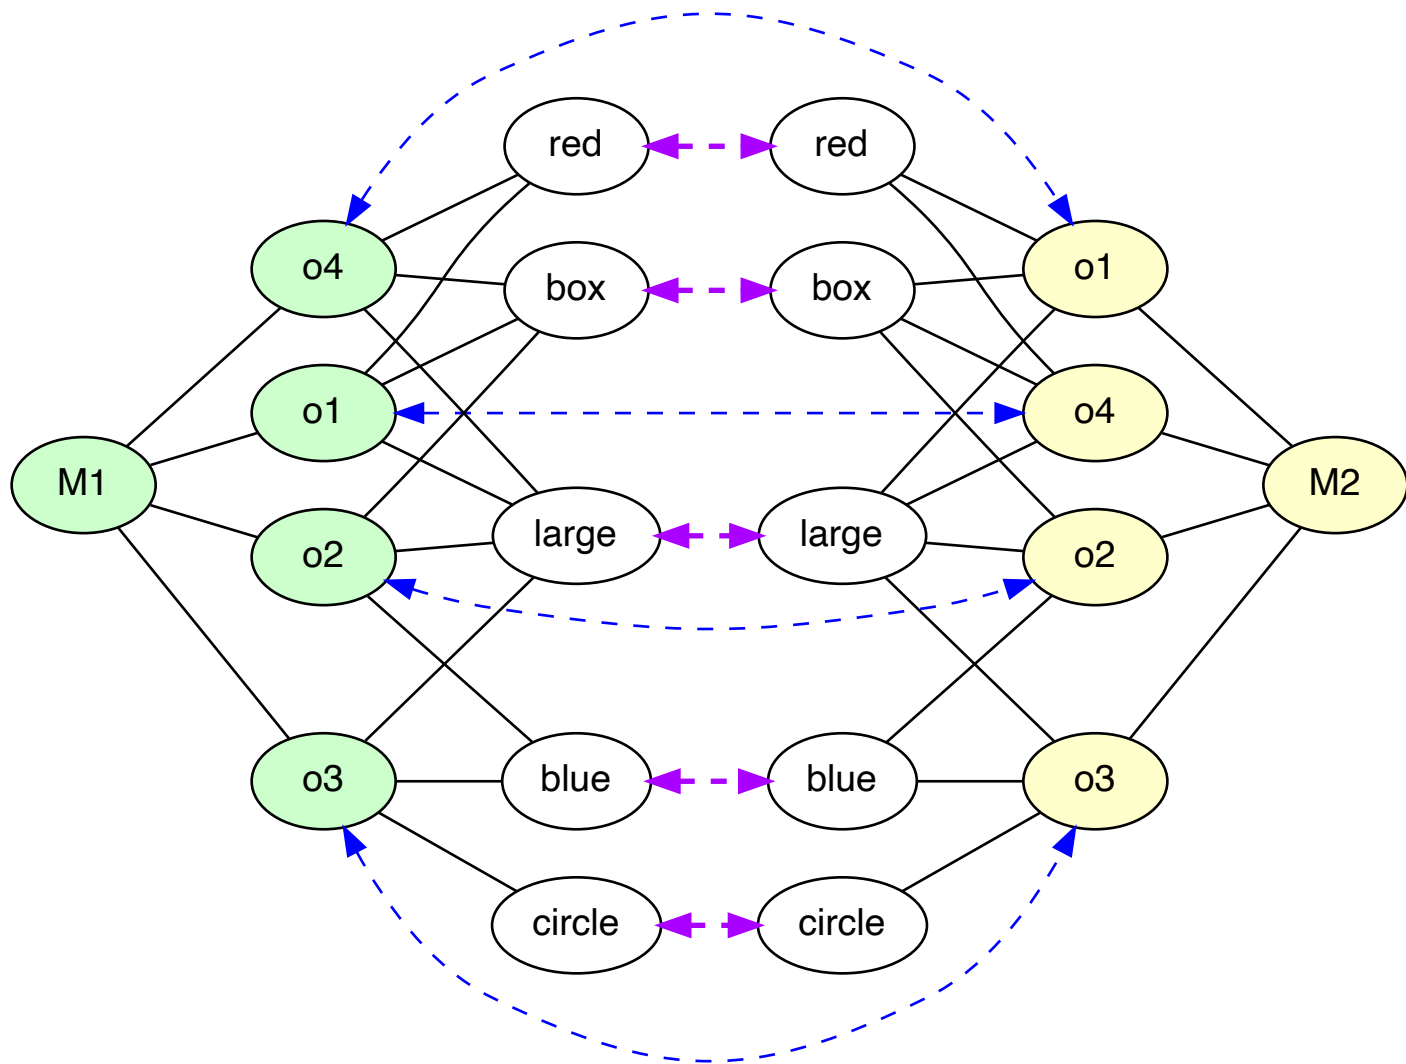 red red
o4 o1
box box
o1 o4
M1 M2
large large
o2 o2
blue blue
o3 o3
circle circle